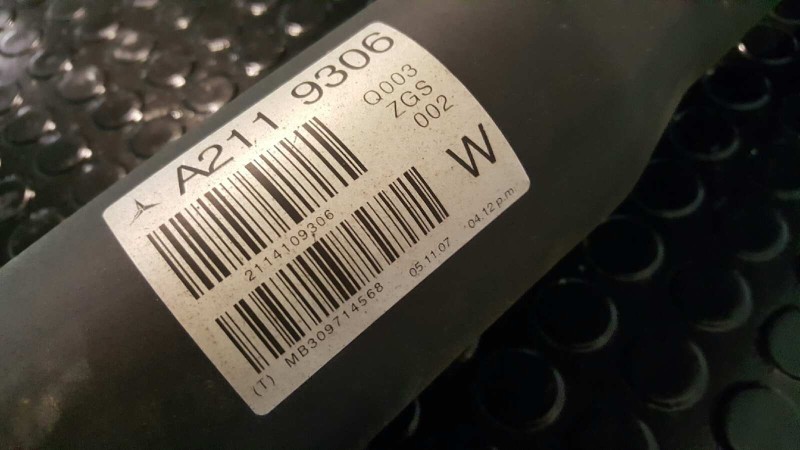 A211 9306
Q003
ZGS
002
2114109306
W
(T) MB309714568 05.11.07 04.12 p.m